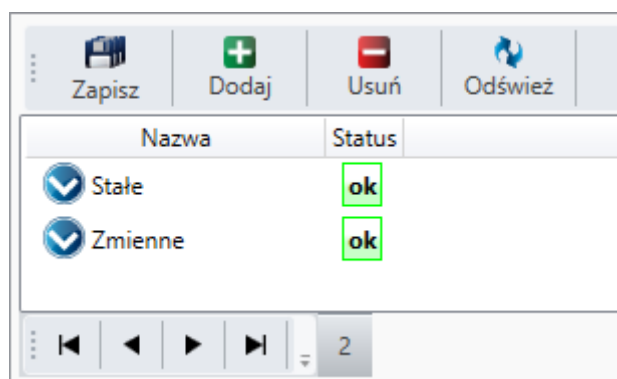 Zapisz Dodaj Usuń Odśwież
Nazwa Status
Stałe ok
Zmienne ok
2